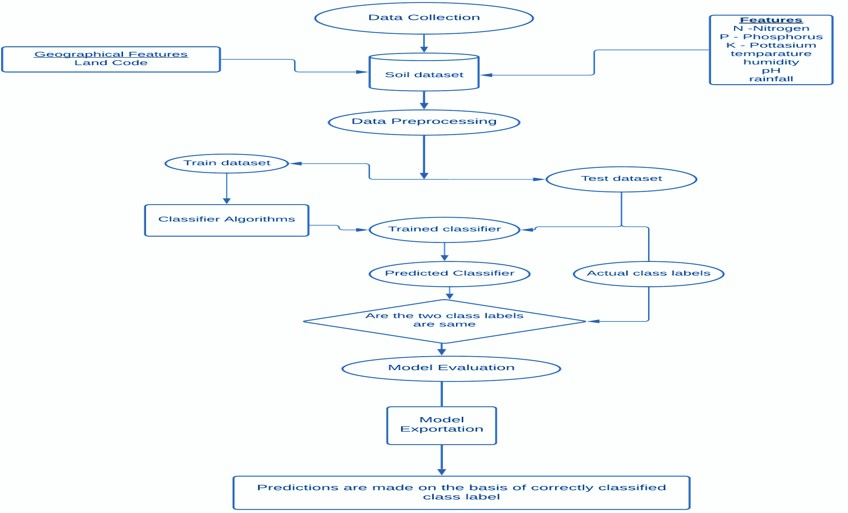 Data Collection
Features
N -Nitrogen
P - Phosphorus
K - Pottasium
temparature
humidity
pH
rainfall
Geographical Features
Land Code
Soil dataset
Data Preprocessing
Train dataset
Test dataset
Classifier Algorithms
Trained classifier
Predicted Classifier
Actual class labels
Are the two class labels
are same
Model Evaluation
Model
Exportation
Predictions are made on the basis of correctly classified
class label